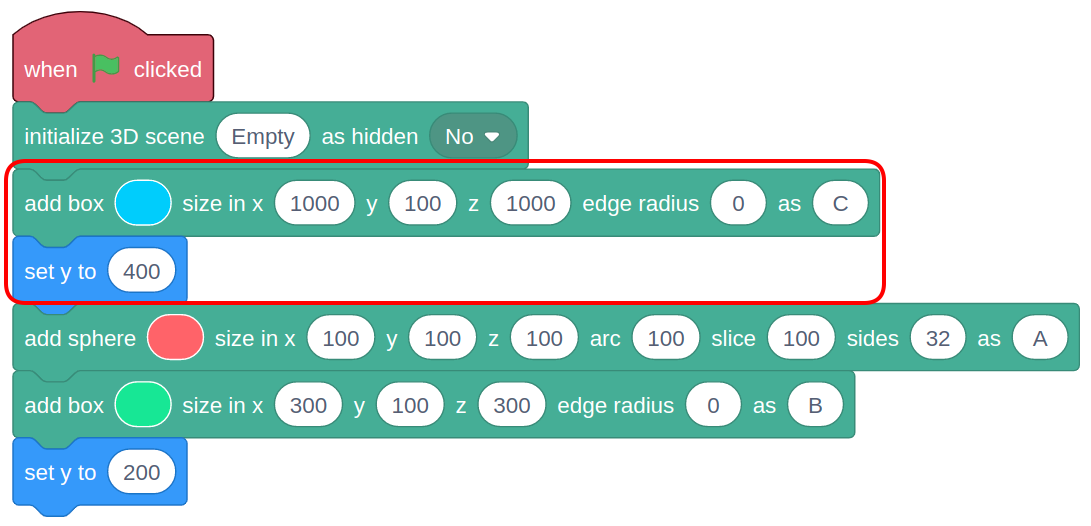 when clicked
initialize 3D scene Empty as hidden No
add box size in x 1000 y 100 z 1000 edge radius 0 as C
set y to 400
add sphere size in x 100 y 100 z 100 arc 100 slice 100 sides 32 as A
add box size in x 300 y 100 z 300 edge radius 0 as B
set y to 200